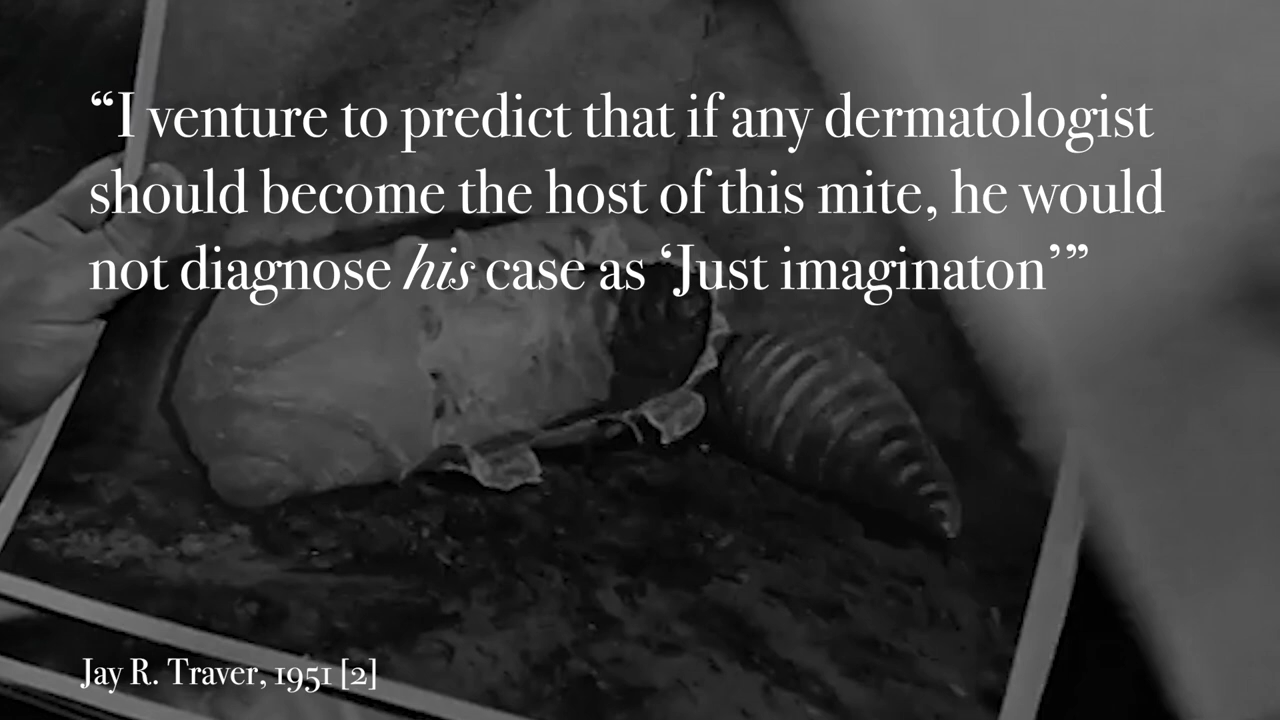 “I venture to predict that if any dermatologist
should become the host of this mite, he would
not diagnose his case as ‘Just imaginaton’”
Jay R. Traver, 1951 [2]